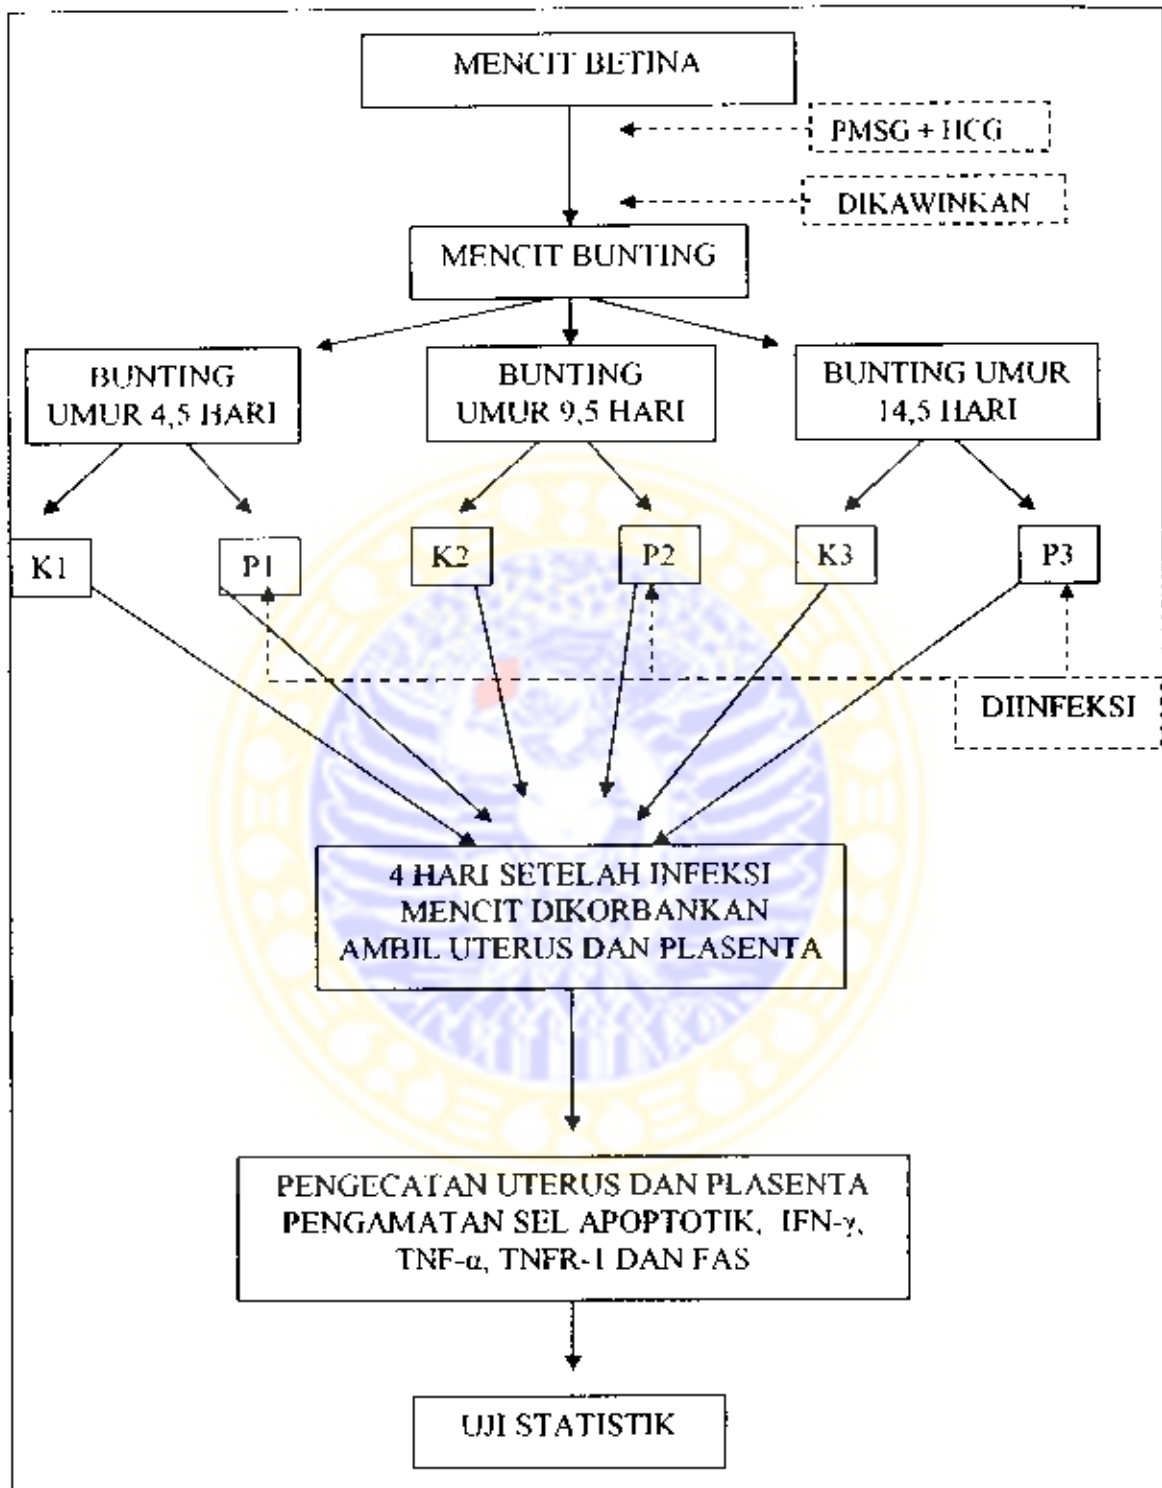 MENCIT BETINA
PMSG + HCG
DIKAWINKAN
MENCIT BUNTING
BUNTING
UMUR 4,5 HARI
BUNTING
UMUR 9,5 HARI
BUNTING UMUR
14,5 HARI
K1
P1
K2
P2
K3
P3
DIINFEKSI
4 HARI SETELAH INFEKSI
MENCIT DIKORBANKAN
AMBIL UTERUS DAN PLASENTA
PENGECATAN UTERUS DAN PLASENTA
PENGAMATAN SEL APOPTOTIK, IFN-γ,
TNF-α, TNFR-1 DAN FAS
UJI STATISTIK